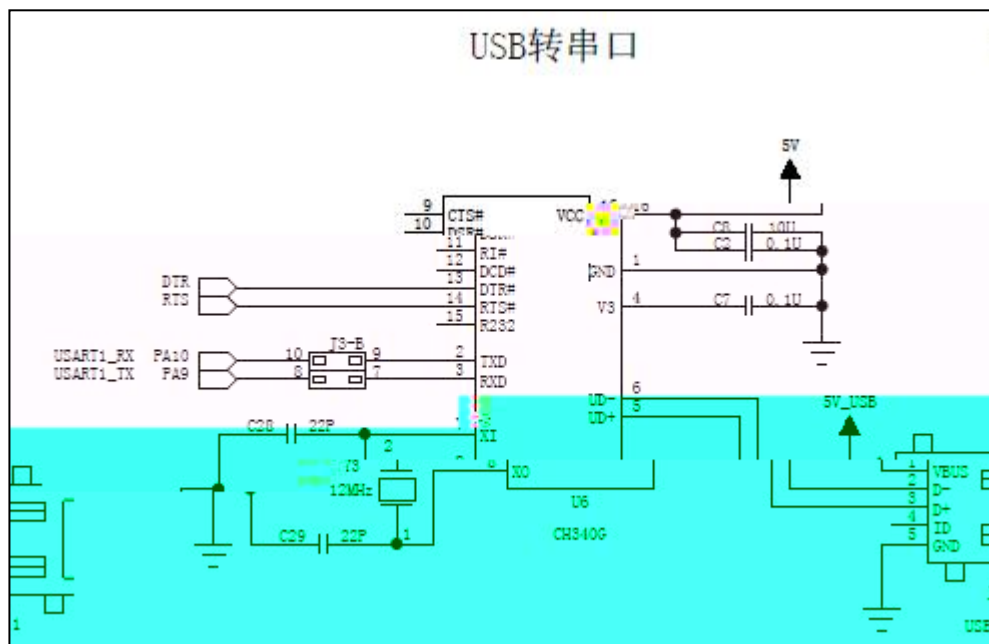 USB转串口
5V
9 CTS# VCC
10
C8 10U
11 C2 0.1U
RI#
12 GND 1
DCD#
DTR 13
DTR#
RTS 14 V3 4 C7 0.1U
RTS#
15
R232
J3-B
USART1_RX PA10 10 9 2 TXD
USART1_TX PA9 8 7 3 RXD
UD- 6
UD+ 5
5V_USB
C28 22P
XI
2
XO
12MHz
1 VBUS
2 D-
3 D+
4 ID
5 GND
U6
C29 22P 1
CH340G
1
USB